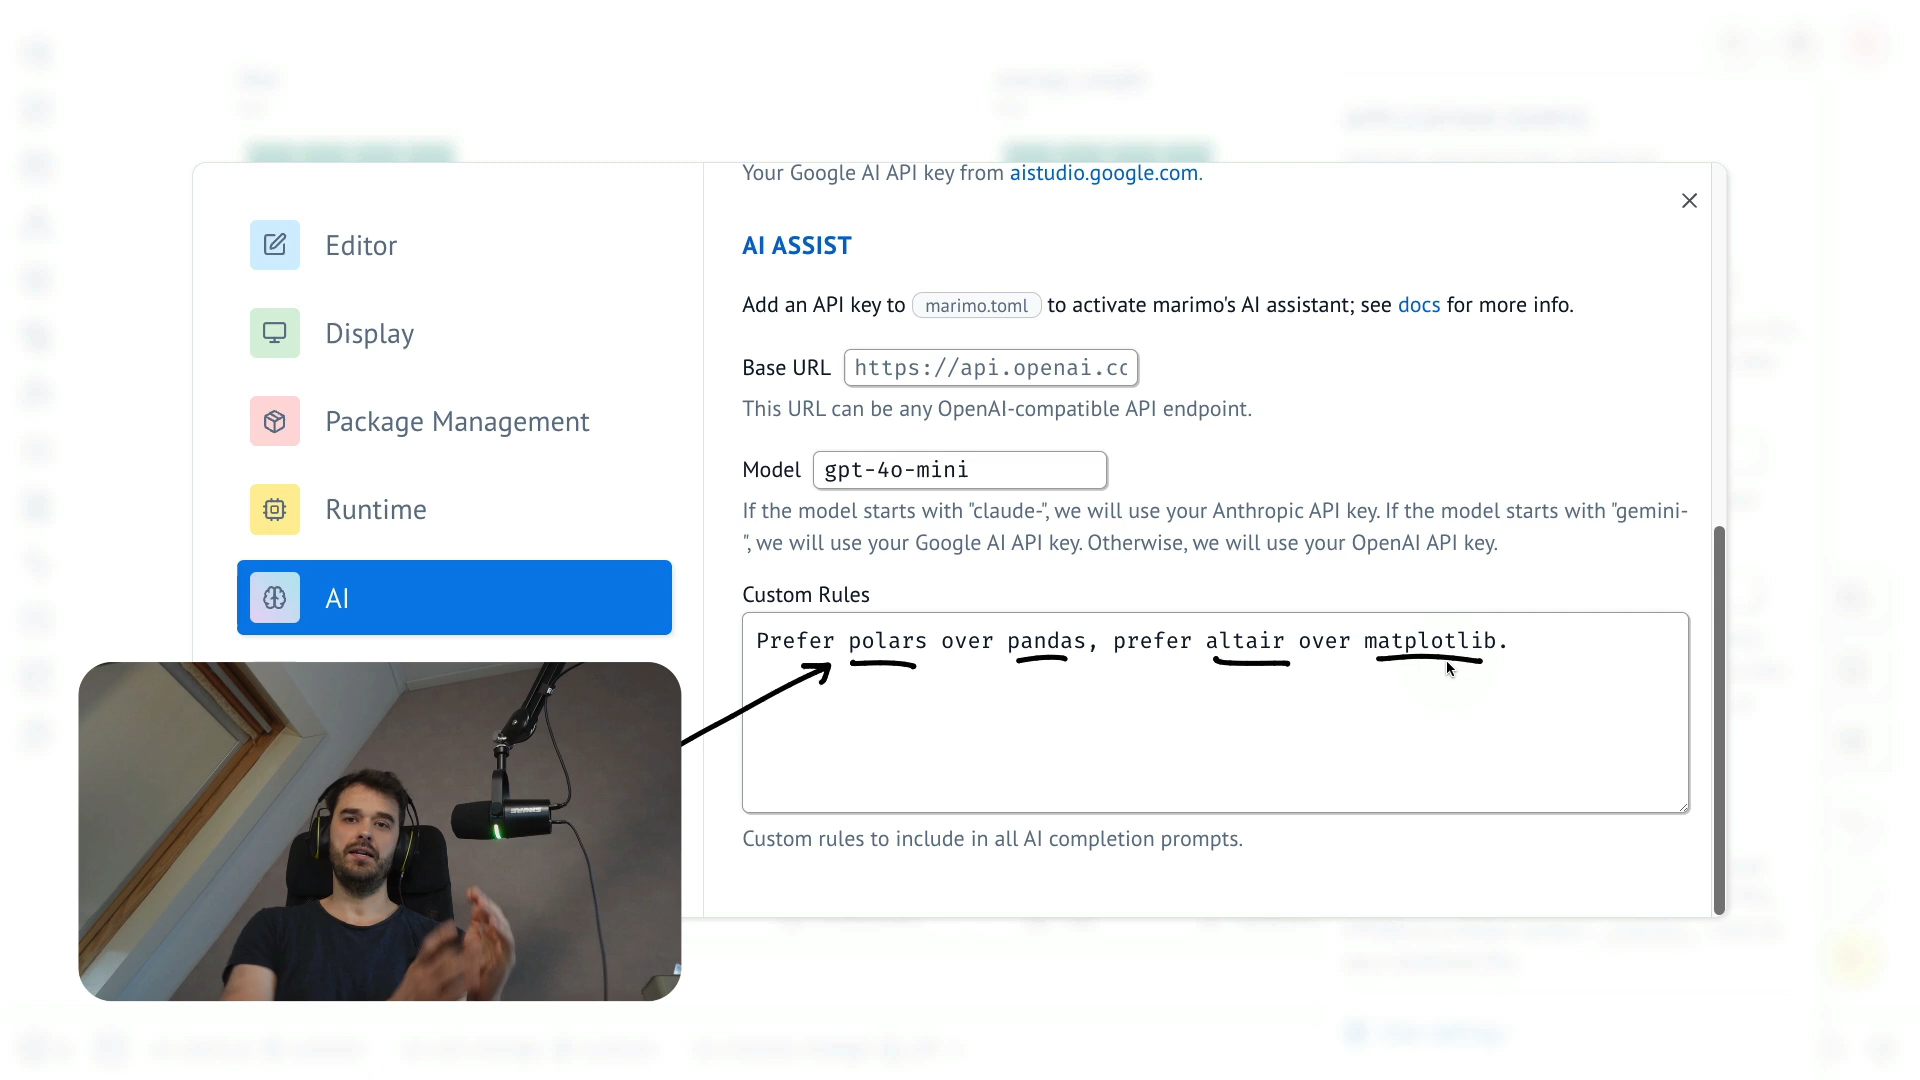 Your Google AI API key from aistudio.google.com.
AI ASSIST
Add an API key to marimo.toml to activate marimo's AI assistant; see docs for more info.
Base URL https://api.openai.cc
This URL can be any OpenAI-compatible API endpoint.
Model gpt-4o-mini
If the model starts with "claude-", we will use your Anthropic API key. If the model starts with "gemini-
", we will use your Google AI API key. Otherwise, we will use your OpenAI API key.
Custom Rules
Prefer polars over pandas, prefer altair over matplotlib.
Custom rules to include in all AI completion prompts.
Editor
Display
Package Management
Runtime
AI
SHURE